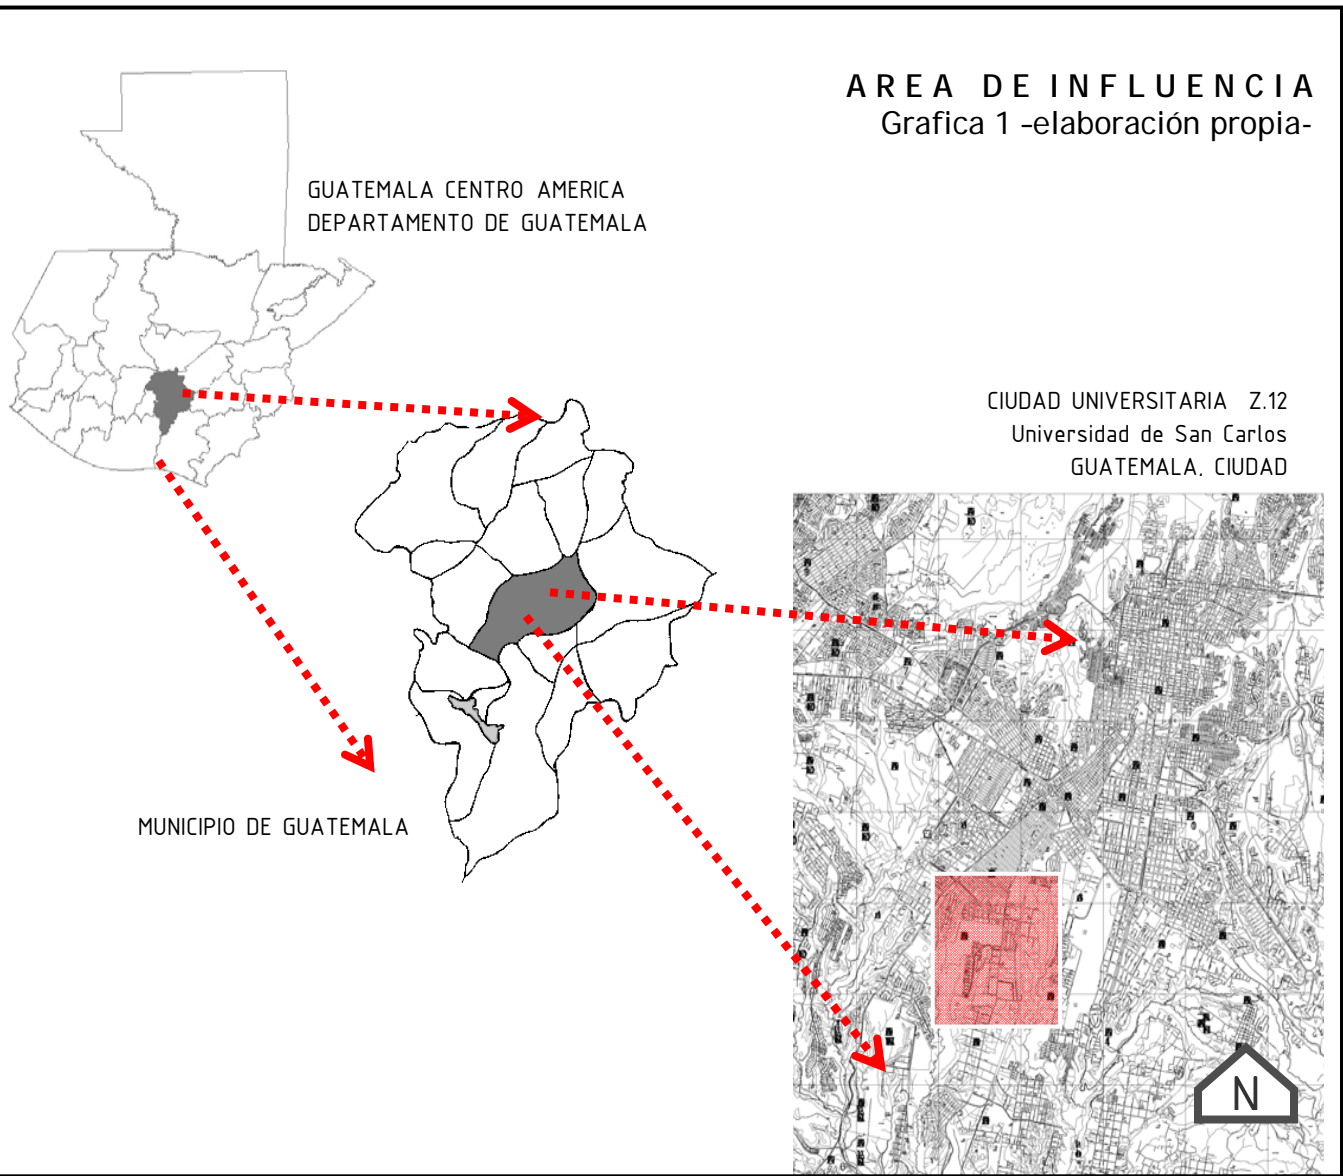 AREA DE INFLUENCIA
Grafica 1 -elaboración propia-
GUATEMALA CENTRO AMERICA
DEPARTAMENTO DE GUATEMALA
CIUDAD UNIVERSITARIA Z.12
Universidad de San Carlos
GUATEMALA, CIUDAD
MUNICIPIO DE GUATEMALA
N